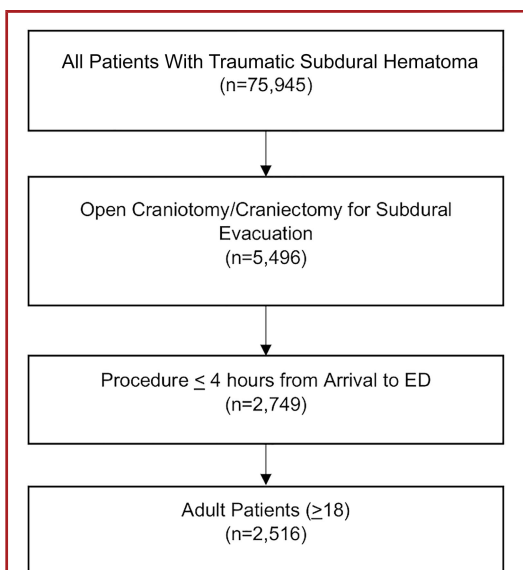 All Patients With Traumatic Subdural Hematoma
(n=75,945)
Open Craniotomy/Craniectomy for Subdural
Evacuation
(n=5,496)
Procedure ≤ 4 hours from Arrival to ED
(n=2,749)
Adult Patients (≥18)
(n=2,516)